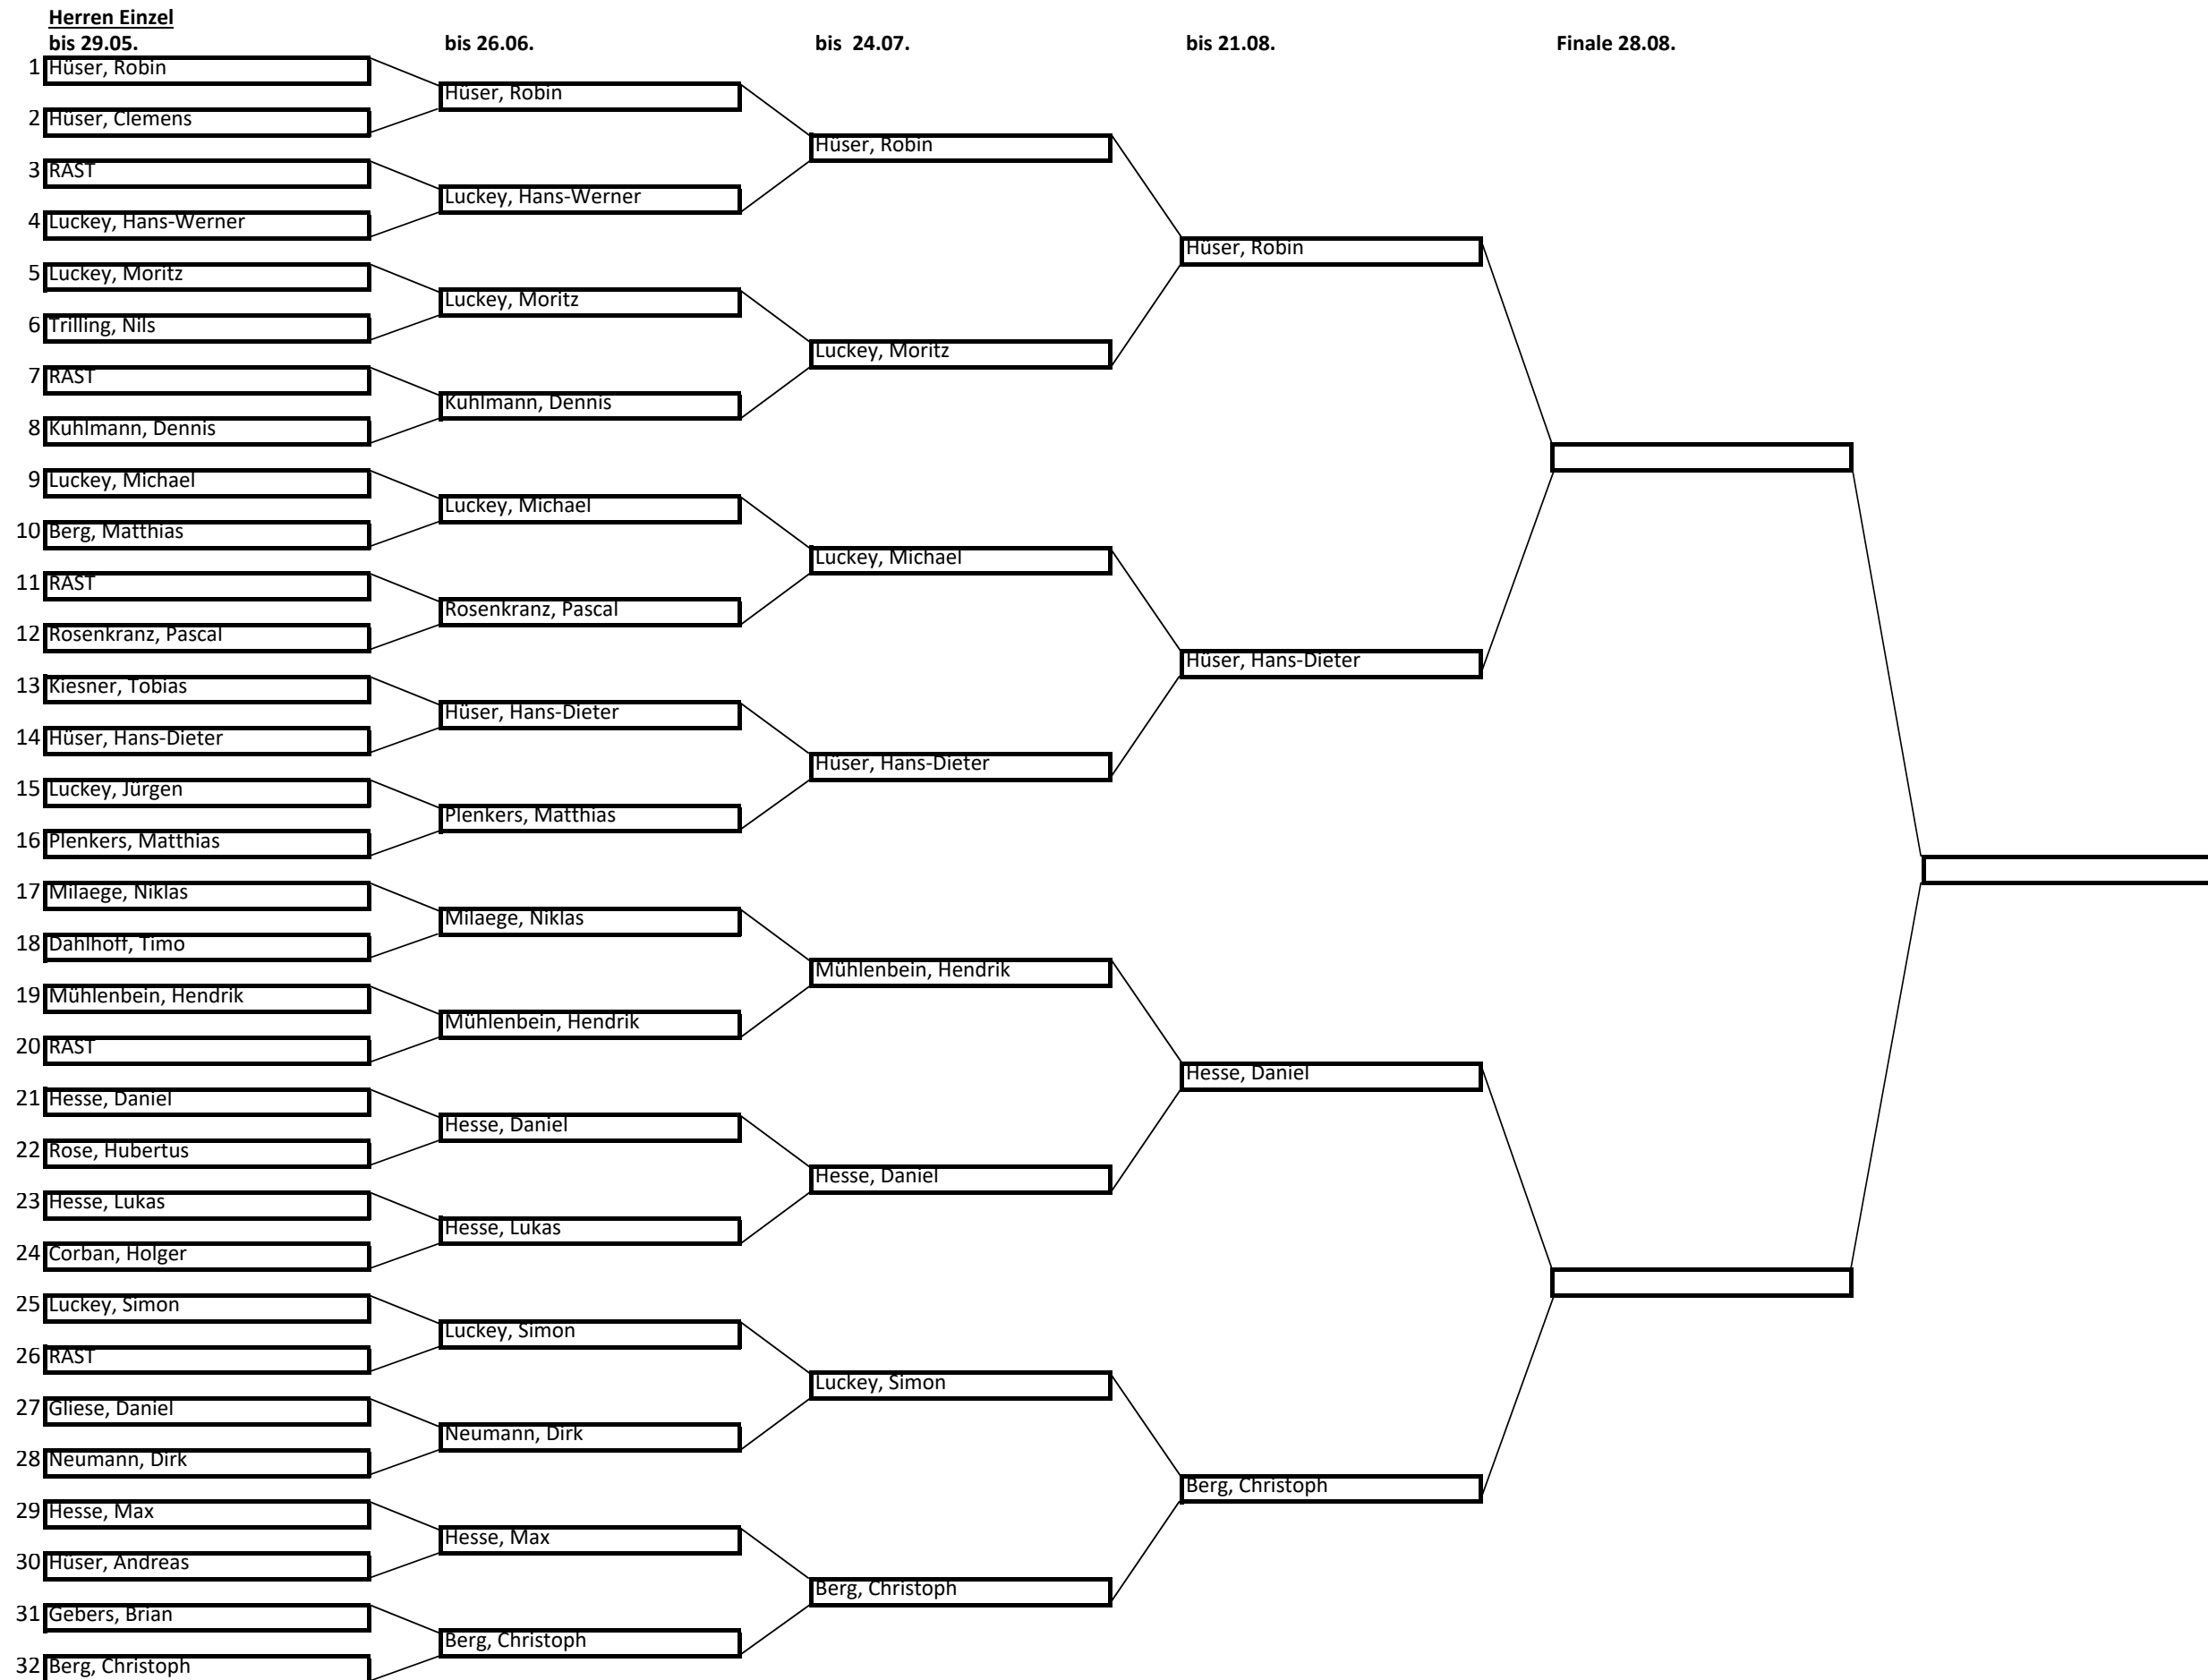 Herren Einzel
bis 29.05. bis 26.06. bis 24.07. bis 21.08. Finale 28.08.
1 Hüser, Robin
Hüser, Robin
2 Hüser, Clemens
Hüser, Robin
3 RAST
Luckey, Hans-Werner
4 Luckey, Hans-Werner
Hüser, Robin
5 Luckey, Moritz
Luckey, Moritz
6 Trilling, Nils
Luckey, Moritz
7 RAST
Kuhlmann, Dennis
8 Kuhlmann, Dennis
9 Luckey, Michael
Luckey, Michael
10 Berg, Matthias
Luckey, Michael
11 RAST
Rosenkranz, Pascal
12 Rosenkranz, Pascal
Hüser, Hans-Dieter
13 Kiesner, Tobias
Hüser, Hans-Dieter
14 Hüser, Hans-Dieter
Hüser, Hans-Dieter
15 Luckey, Jürgen
Plenkers, Matthias
16 Plenkers, Matthias
17 Milaege, Niklas
Milaege, Niklas
18 Dahlhoff, Timo
Mühlenbein, Hendrik
19 Mühlenbein, Hendrik
Mühlenbein, Hendrik
20 RAST
Hesse, Daniel
21 Hesse, Daniel
Hesse, Daniel
22 Rose, Hubertus
Hesse, Daniel
23 Hesse, Lukas
Hesse, Lukas
24 Corban, Holger
25 Luckey, Simon
Luckey, Simon
26 RAST
Luckey, Simon
27 Gliese, Daniel
Neumann, Dirk
28 Neumann, Dirk
Berg, Christoph
29 Hesse, Max
Hesse, Max
30 Hüser, Andreas
Berg, Christoph
31 Gebers, Brian
Berg, Christoph
32 Berg, Christoph